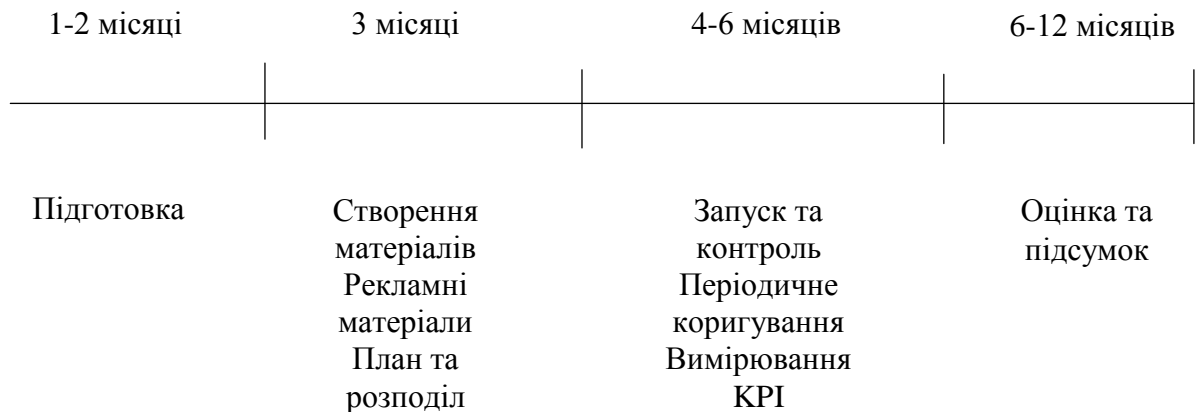 1-2 місяці
3 місяці
4-6 місяців
6-12 місяців
Підготовка
Створення
матеріалів
Рекламні
матеріали
План та
розподіл
Запуск та
контроль
Періодичне
коригування
Вимірювання
KPI
Оцінка та
підсумок